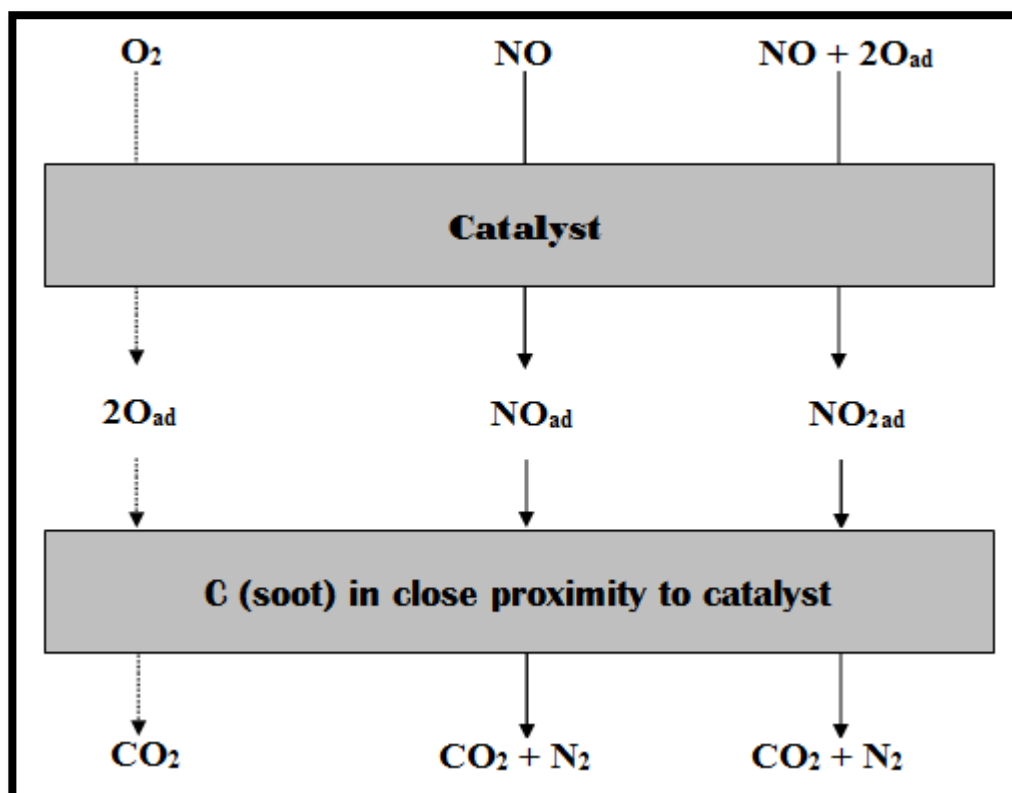 O₂ NO NO + 2Oad
Catalyst
2Oad NOad NO₂ad
C (soot) in close proximity to catalyst
CO₂ CO₂ + N₂ CO₂ + N₂